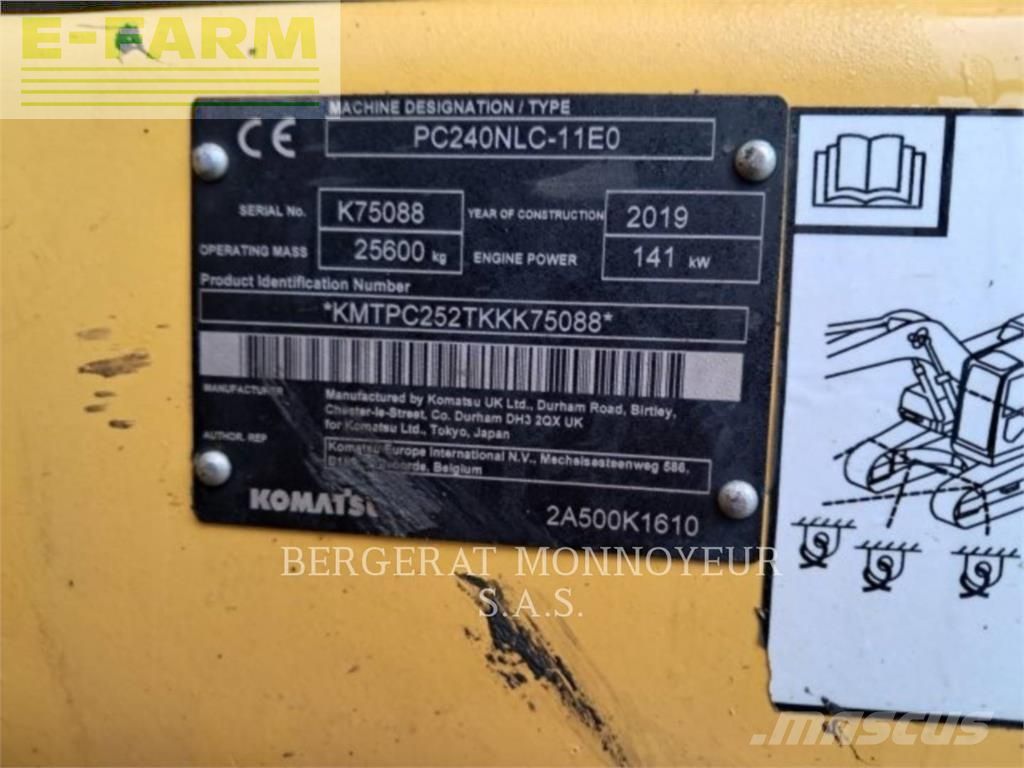 E-FARM
MACHINE DESIGNATION / TYPE
CE
PC240NLC-11E0
SERIAL No.
K75088
YEAR OF CONSTRUCTION
2019
OPERATING MASS
25600 kg
ENGINE POWER
141 kW
Product Identification Number
*KMTPC252TKKK75088*
MANUFACTURER
Manufactured by Komatsu UK Ltd., Durham Road, Birtley,
Chester-le-Street, Co. Durham DH3 2QX UK
for Komatsu Ltd., Tokyo, Japan
AUTHOR. REP
Komatsu Europe International N.V., Mechelsesteenweg 586,
Belgium
KOMATSU
2A500K1610
BERGERAT MONNOYEUR
S.A.S.
mascus